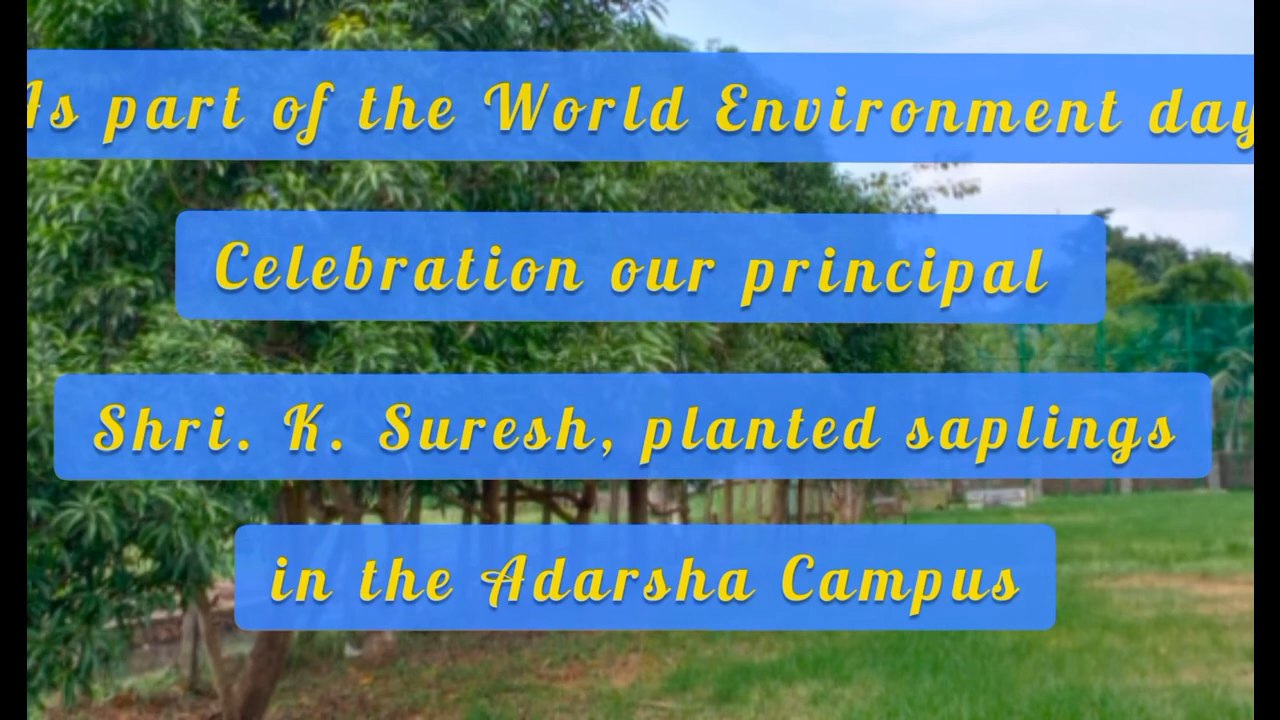 As part of the World Environment day
Celebration our principal
Shri. K. Suresh, planted saplings
in the Adarsha Campus